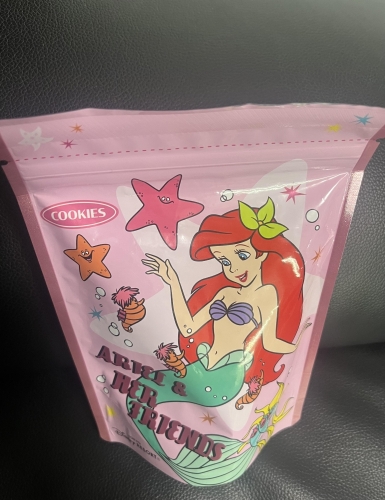 COOKIES
ARIEL &
HER
FRIENDS